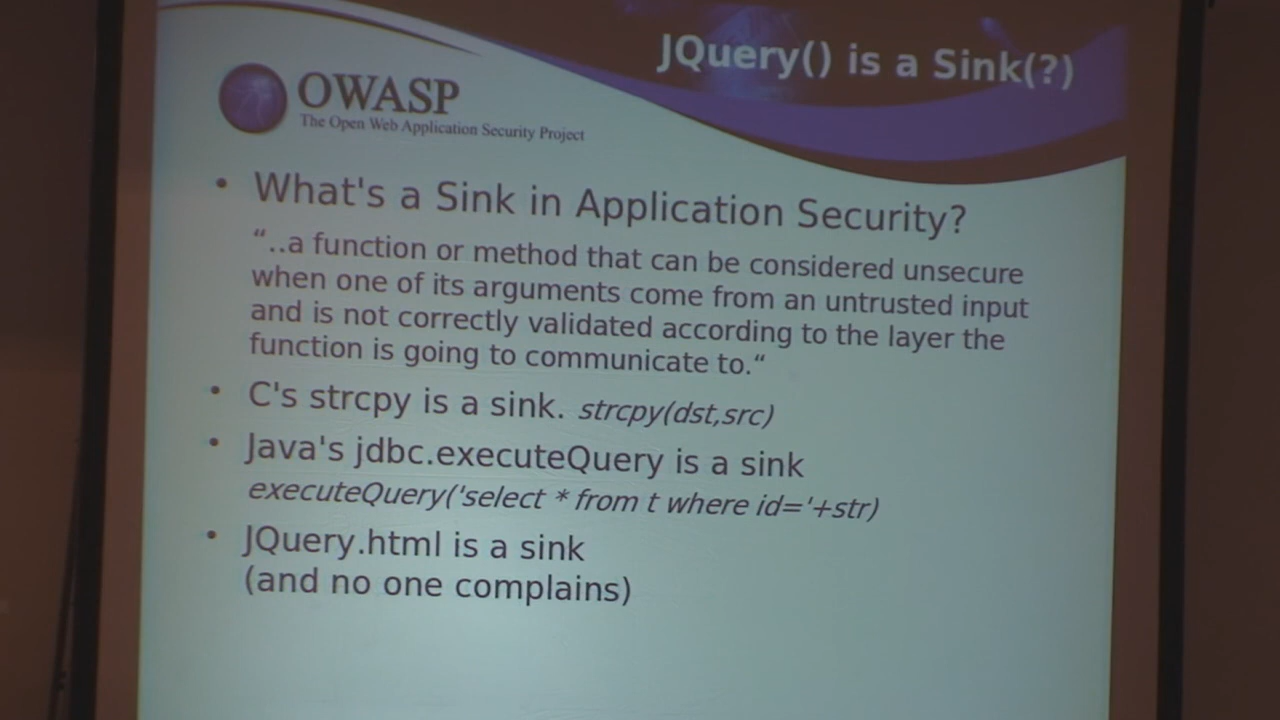 JQuery() is a Sink(?)
OWASP
The Open Web Application Security Project
• What's a Sink in Application Security?
“..a function or method that can be considered unsecure
when one of its arguments come from an untrusted input
and is not correctly validated according to the layer the
function is going to communicate to.“
• C's strcpy is a sink. strcpy(dst,src)
• Java's jdbc.executeQuery is a sink
executeQuery('select * from t where id='+str)
• JQuery.html is a sink
(and no one complains)